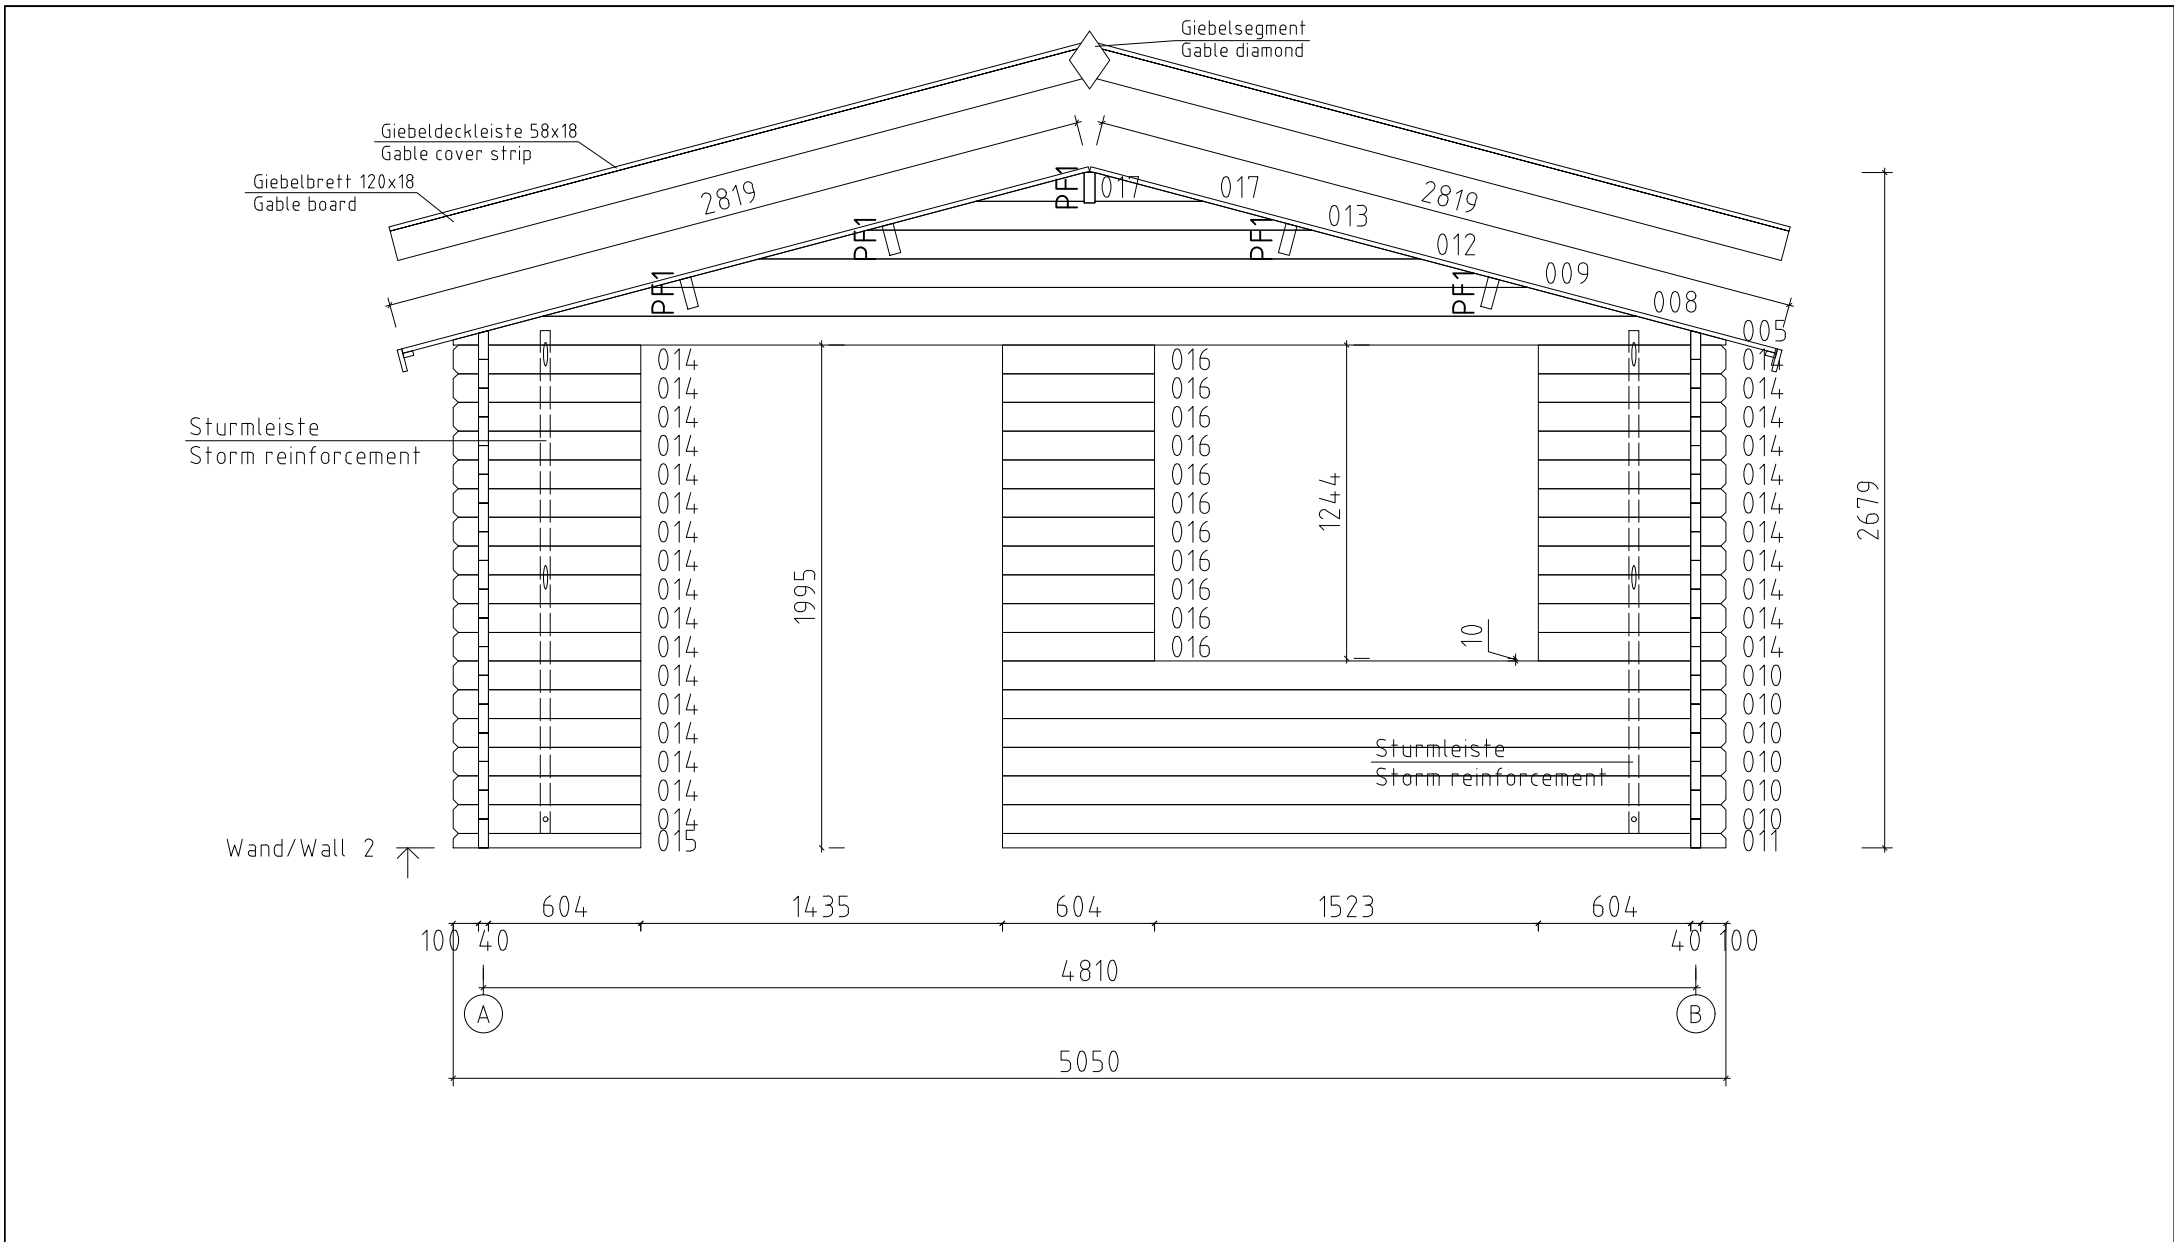 Giebelsegment
Gable diamond
Giebeldeckleiste 58x18
Gable cover strip
Giebelbrett 120x18
Gable board
2819
2819
PF1
017
017
PF1
PF1
013
012
PF1
PF1
009
008
005
014 016 014
014 016 014
014 016 014
Sturmleiste
Storm reinforcement
014 016 014
014 016 014
014 016 014
014 016 014
014 016 014
014 016 014
014 016 014
014 016 014
1995
1244
2679
10
014 010
014 010
014 010
014 010
014 010
014 010
015 011
Sturmleiste
Storm reinforcement
Wand/Wall 2
604 1435 604 1523 604
100 40 40 100
4810
A B
5050